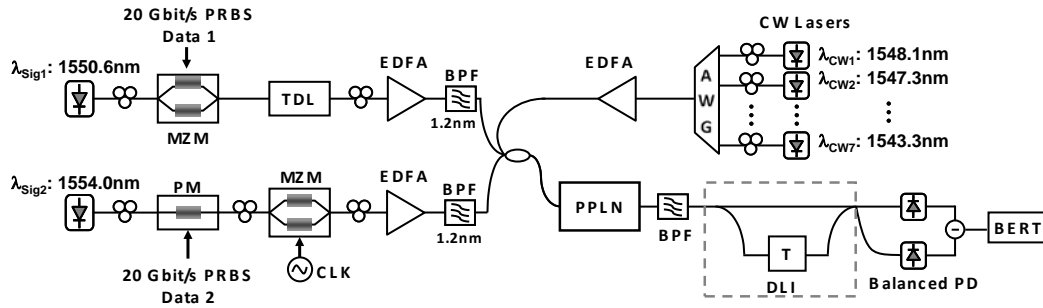 20 Gbit/s PRBS
Data 1
λSig1: 1550.6nm
MZM
TDL
EDFA
BPF
1.2nm
EDFA
A
W
G
CW Lasers
λCW1: 1548.1nm
λCW2: 1547.3nm
λCW7: 1543.3nm
λSig2: 1554.0nm
PM
MZM
EDFA
BPF
1.2nm
20 Gbit/s PRBS
Data 2
CLK
PPLN
BPF
T
DLI
Balanced PD
BERT